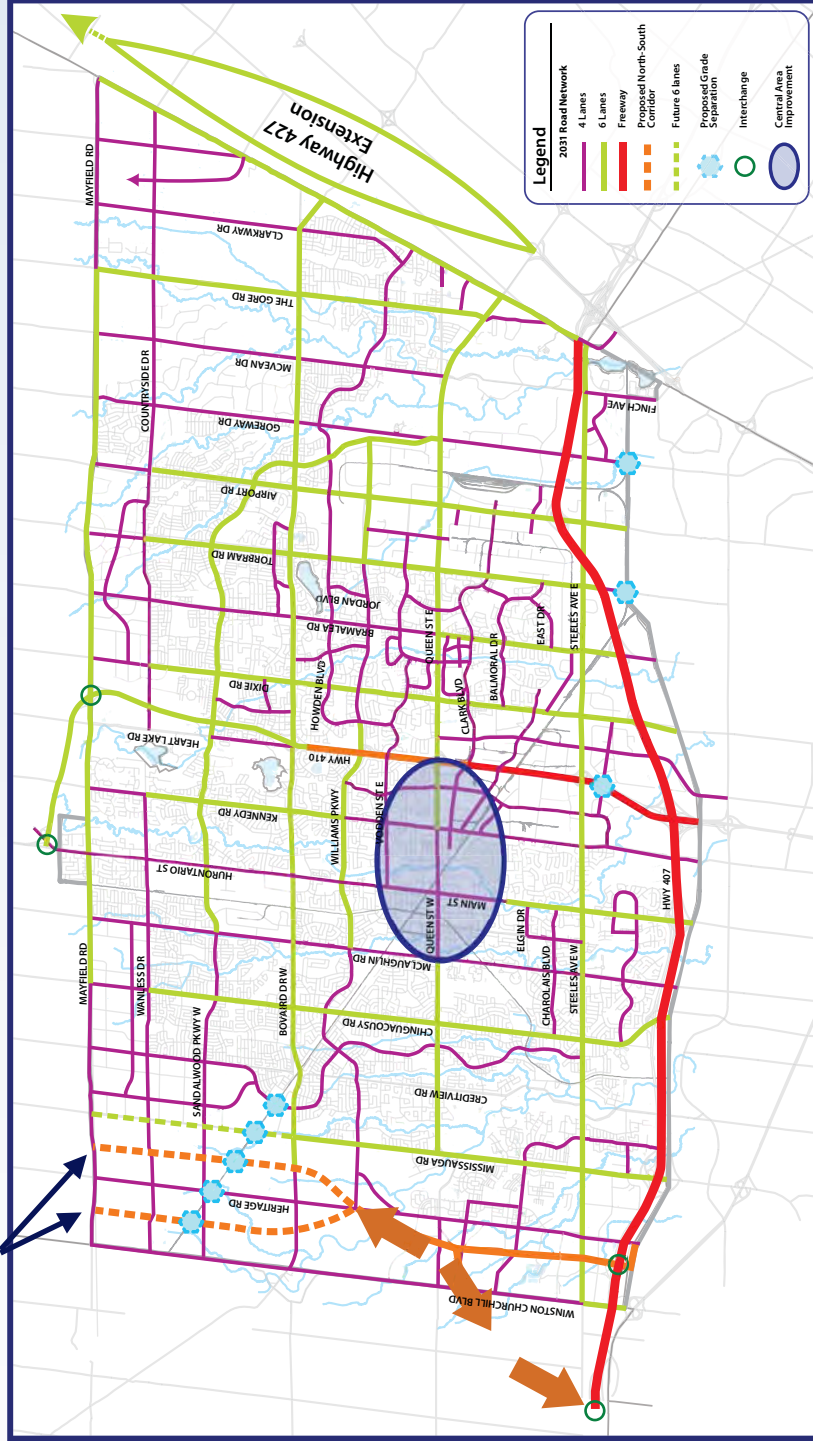 Legend
2031 Road Network
4 Lanes
6 Lanes
Freeway
Proposed North-South
Corridor
Future 6 lanes
Proposed Grade
Separation
Interchange
Central Area
Improvement
Highway 427
Extension
MAYFIELD RD
CLARKWAY DR
THE GORE RD
COUNTRYSIDE DR
MCVEAN DR
GOREWAY DR
FINCH AVE
AIRPORT RD
TORBRAM RD
JORDAN BLVD
BRAMALEA RD
QUEEN ST E
EAST DR
STEELES AVE E
BALMORAL DR
DIXIE RD
HOWDEN BLVD
CLARK BLVD
HEART LAKE RD
HWY 410
KENNEDY RD
WILLIAMS PKWY
VODDEN ST E
HURONTARIO ST
MAIN ST
HWY 407
QUEEN ST W
ELGIN DR
MCLAUGHLIN RD
MAYFIELD RD
WANLESS DR
BOVAIRD DR W
CHARLOAIS BLVD
STEELES AVE W
CHINGUACOUSY RD
SANDALWOOD PKWY W
CREDITVIEW RD
MISSISSAUGA RD
HERITAGE RD
WINSTON CHURCHILL BLVD